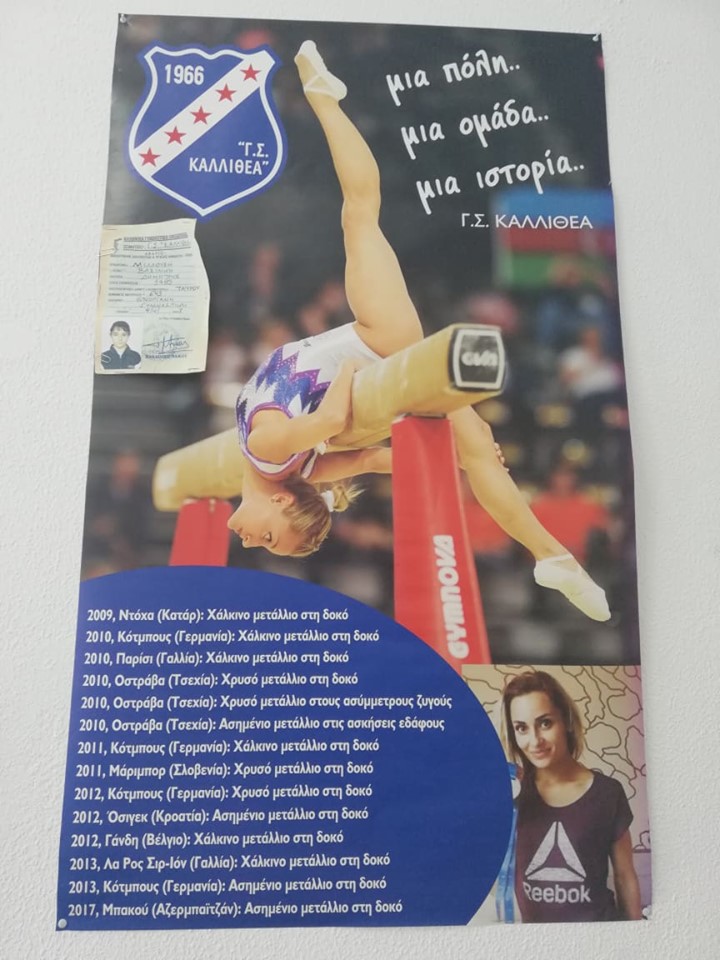 1966
"Γ.Σ.
ΚΑΛΛΙΘΕΑ"
μια πόλη..
μια ομάδα..
μια ιστορία..
Γ.Σ. ΚΑΛΛΙΘΕΑ
GYMNOVA
2009, Ντόχα (Κατάρ): Χάλκινο μετάλλιο στη δοκό
2010, Κότμπους (Γερμανία): Χάλκινο μετάλλιο στη δοκό
2010, Παρίσι (Γαλλία): Χάλκινο μετάλλιο στη δοκό
2010, Οστράβα (Τσεχία): Χρυσό μετάλλιο στη δοκό
2010, Οστράβα (Τσεχία): Χρυσό μετάλλιο στους ασύμμετρους ζυγούς
2010, Οστράβα (Τσεχία): Ασημένιο μετάλλιο στις ασκήσεις εδάφους
2011, Κότμπους (Γερμανία): Χάλκινο μετάλλιο στη δοκό
2011, Μάριμπορ (Σλοβενία): Χρυσό μετάλλιο στη δοκό
2012, Κότμπους (Γερμανία): Χρυσό μετάλλιο στη δοκό
2012, Όσιγεκ (Κροατία): Ασημένιο μετάλλιο στη δοκό
2012, Γάνδη (Βέλγιο): Χάλκινο μετάλλιο στη δοκό
2013, Λα Ρος Σιρ-Ιόν (Γαλλία): Χάλκινο μετάλλιο στη δοκό
2013, Κότμπους (Γερμανία): Ασημένιο μετάλλιο στη δοκό
2017, Μπακού (Αζερμπαϊτζάν): Ασημένιο μετάλλιο στη δοκό
Reebok